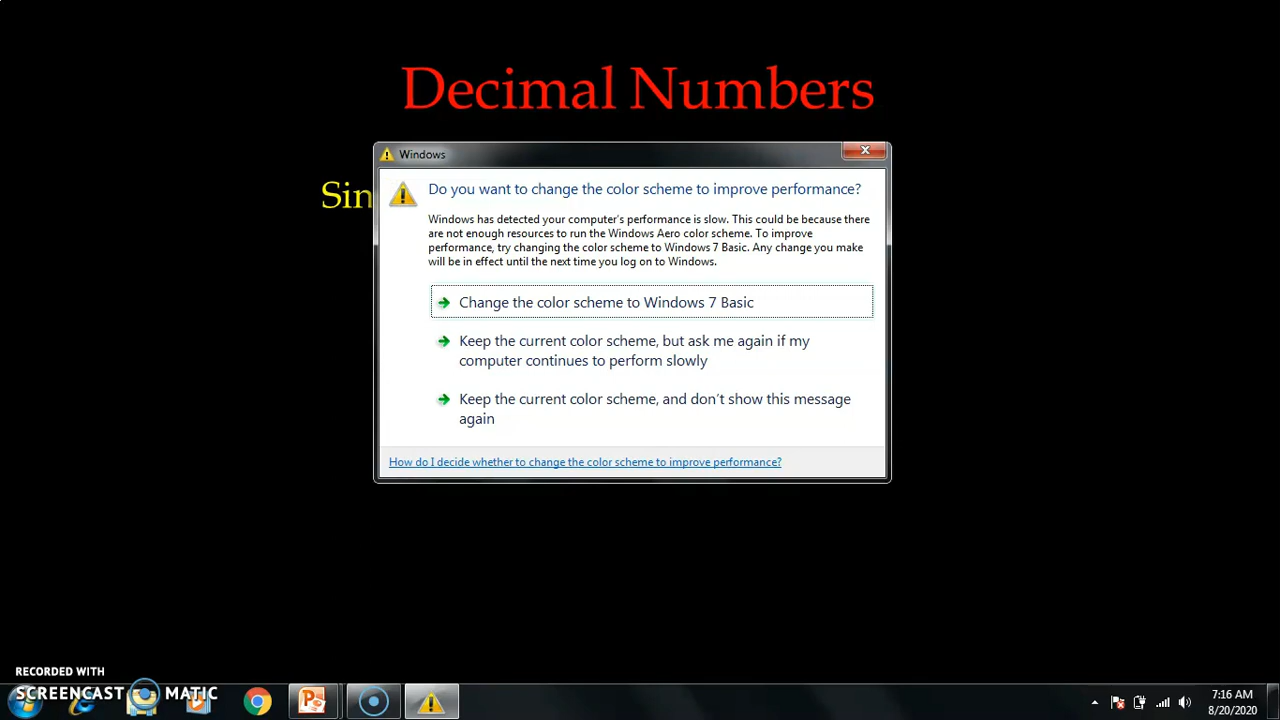 Decimal Numbers
Windows
Sin
Do you want to change the color scheme to improve performance?
Windows has detected your computer's performance is slow. This could be because there
are not enough resources to run the Windows Aero color scheme. To improve
performance, try changing the color scheme to Windows 7 Basic. Any change you make
will be in effect until the next time you log on to Windows.
Change the color scheme to Windows 7 Basic
Keep the current color scheme, but ask me again if my
computer continues to perform slowly
Keep the current color scheme, and don't show this message
again
How do I decide whether to change the color scheme to improve performance?
RECORDED WITH
SCREENCAST MATIC
7:16 AM
8/20/2020